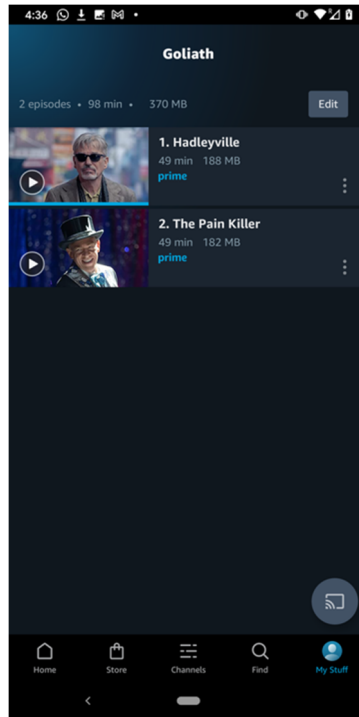 4:36
Goliath
2 episodes • 98 min • 370 MB
Edit
1. Hadleyville
49 min 188 MB
prime
2. The Pain Killer
49 min 182 MB
prime
Home Store Channels Find My Stuff